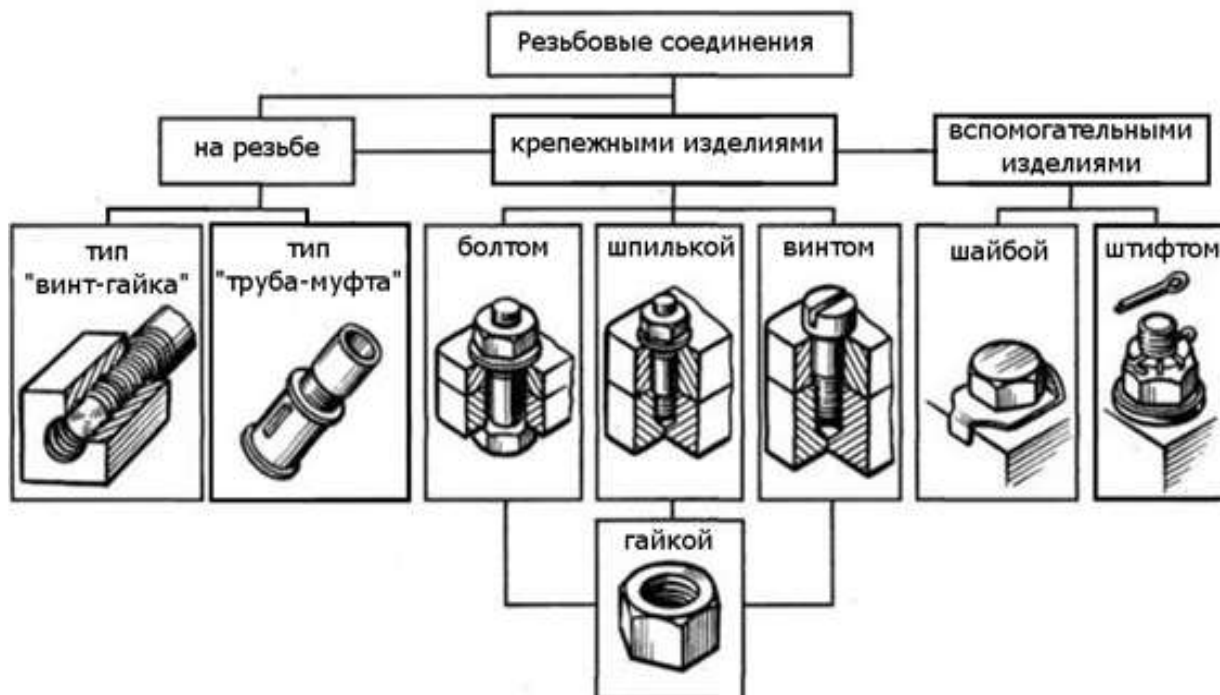 Резьбовые соединения
на резьбе
крепежными изделиями
вспомогательными
изделиями
тип
"винт-гайка"
тип
"труба-муфта"
болтом
шпилькой
винтом
шайбой
штифтом
гайкой